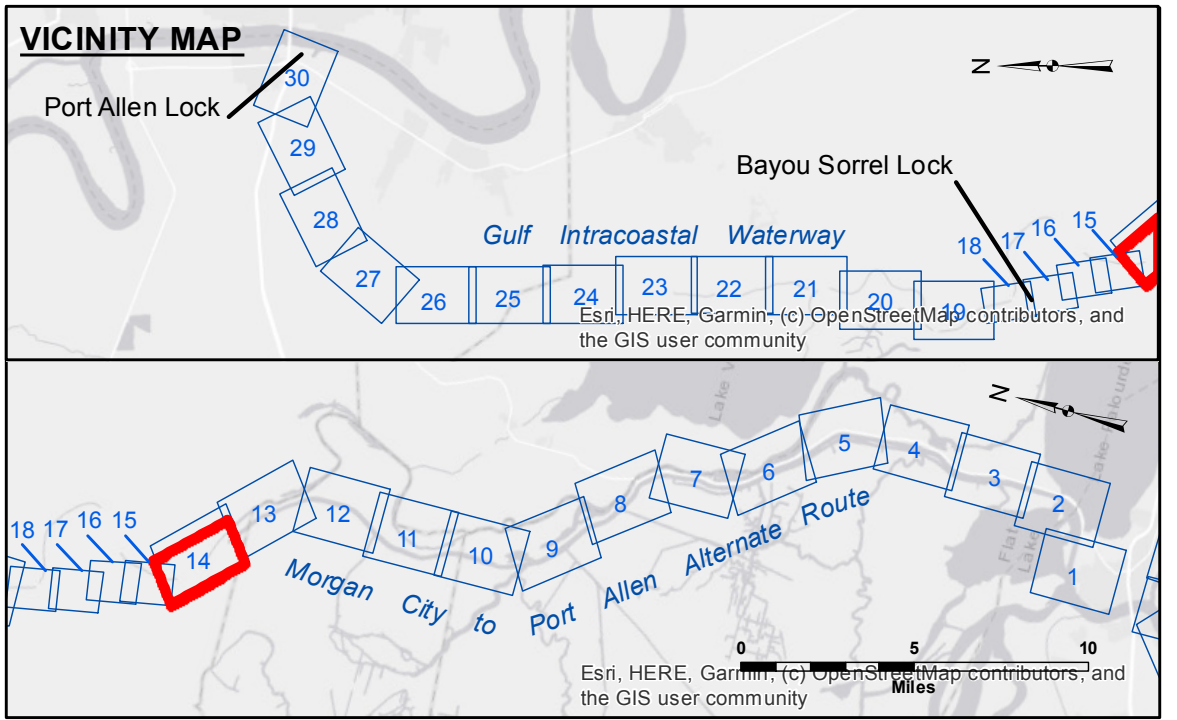 VICINITY MAP
N
30
Port Allen Lock
29
Bayou Sorrel Lock
28
Gulf Intracoastal Waterway
18 17 16 15
27
26 25 24 23 22 21 20 19
Esri, HERE, Garmin, (c) OpenStreetMap contributors, and
the GIS user community
N
Lake
5
4
7 6 3
8 2
13 12
18 17 16 15
11 10 9
14
Flat
Lake
1
Morgan City to Port Allen Alternate Route
0 5 10
Miles
Esri, HERE, Garmin, (c) OpenStreetMap contributors, and
the GIS user community